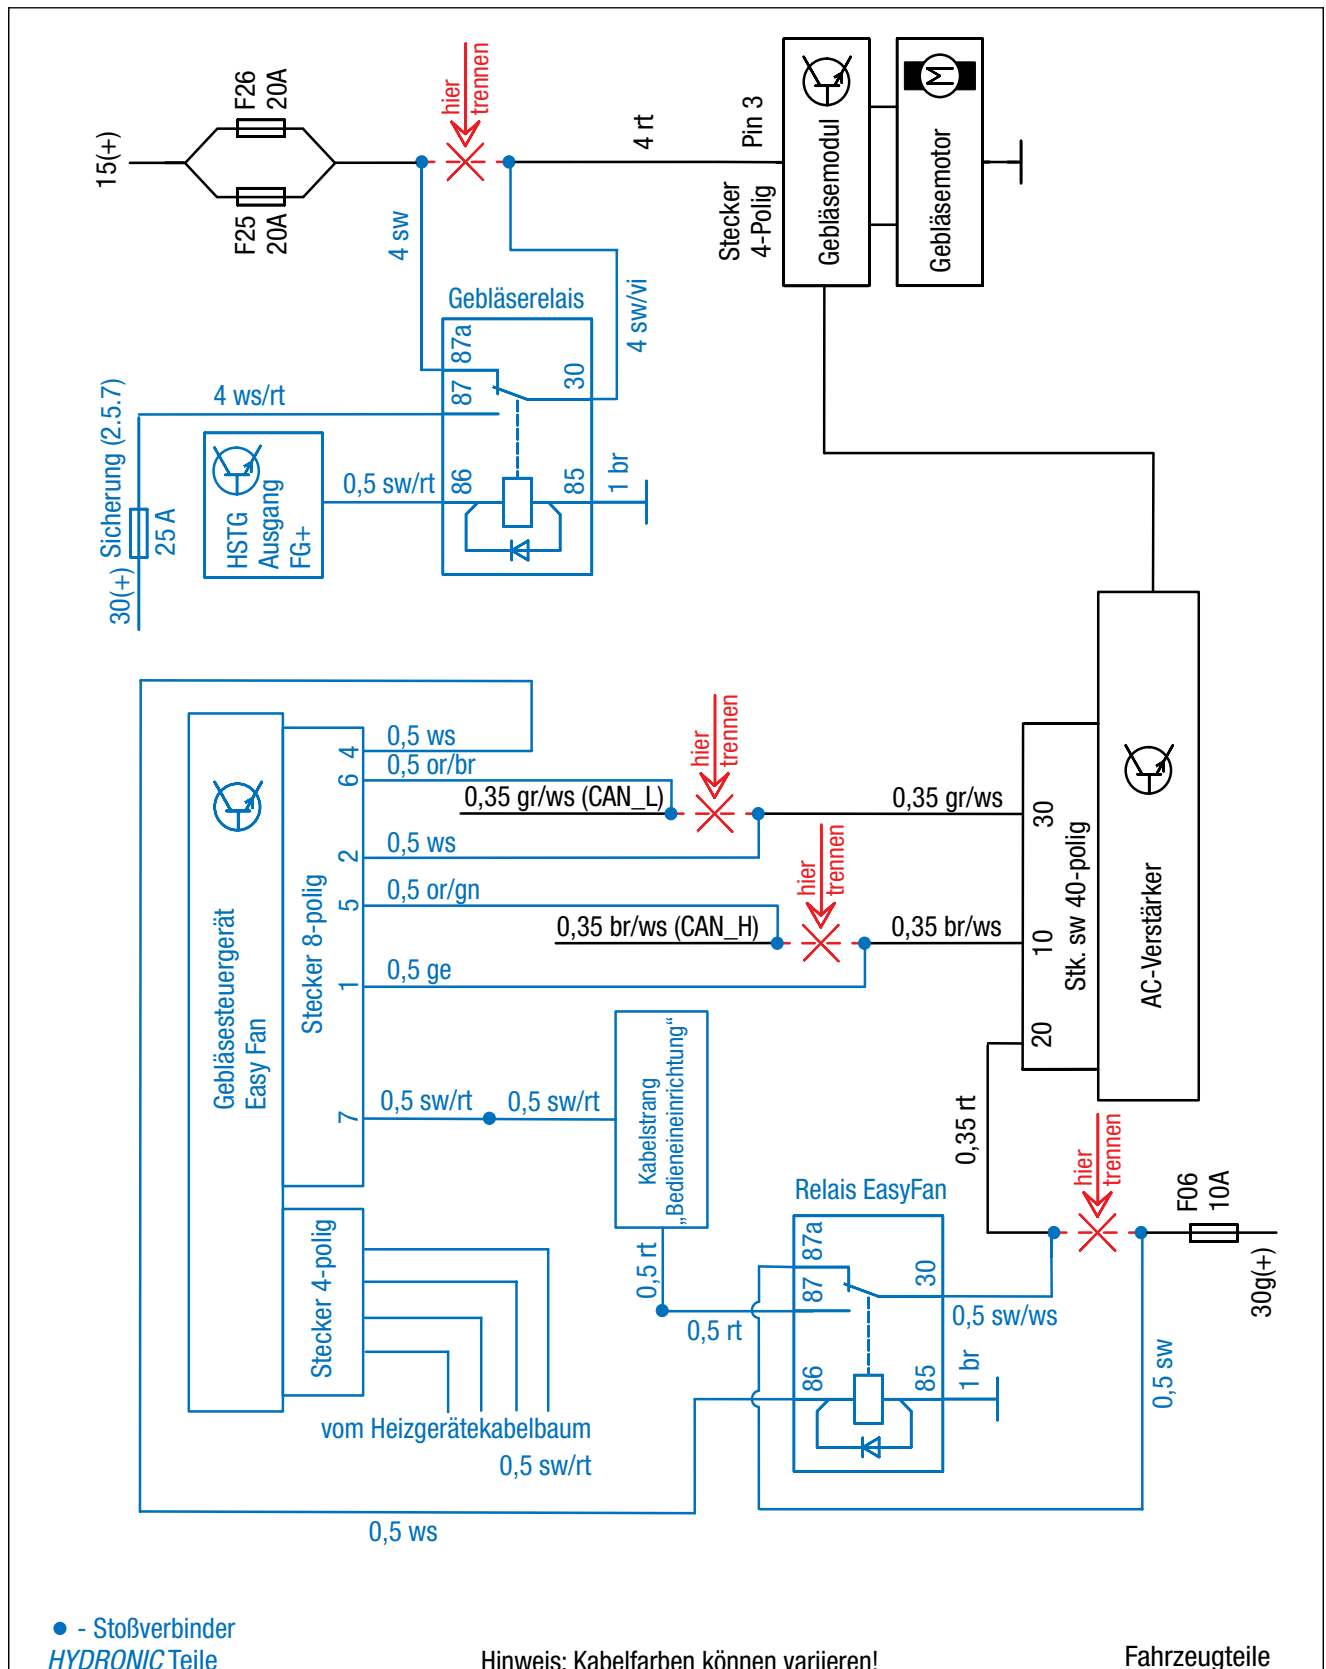 15(+)
F26
20A
F25
20A
hier
trennen
4 rt
Pin 3
Stecker
4-Polig
Gebläsemodul
M
Gebläsemotor
4 sw
4 sw/vi
Gebläserelais
87a
87
30
86
85
1 br
4 ws/rt
Sicherung (2.5.7)
25 A
30(+)
HSTG
Ausgang
FG+
0,5 sw/rt
Gebläsesteuergerät
Easy Fan
Stecker 8-polig
4
6
2
5
1
7
0,5 ws
0,5 or/br
0,35 gr/ws (CAN_L)
0,5 ws
0,5 or/gn
0,35 br/ws (CAN_H)
0,5 ge
0,5 sw/rt
0,5 sw/rt
hier
trennen
hier
trennen
0,35 gr/ws
0,35 br/ws
30
10
20
Stk. sw 40-polig
AC-Verstärker
0,35 rt
Kabelstrang
„Bedieneineinrichtung“
0,5 rt
0,5 rt
Relais EasyFan
87a
87
30
86
85
1 br
0,5 sw/ws
0,5 sw
hier
trennen
F06
10A
30g(+)
Stecker 4-polig
vom Heizgerätekabelbaum
0,5 sw/rt
0,5 ws
- Stoßverbinder
HYDRONIC Teile
Hinweis: Kabelfarben können variieren!
Fahrzeugteile